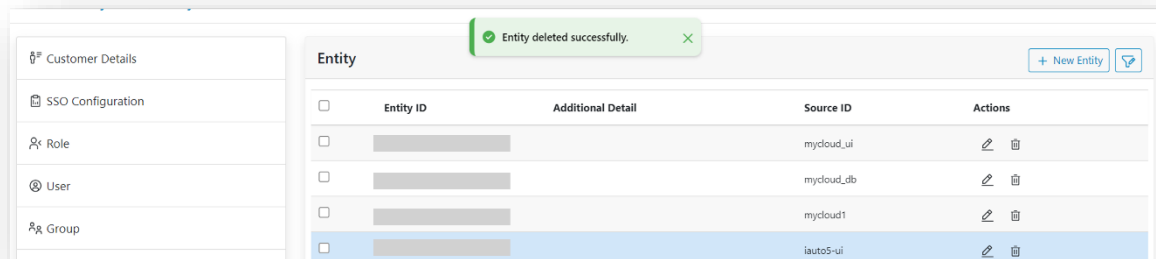 Entity deleted successfully.
Customer Details
SSO Configuration
Role
User
Group
Entity
+ New Entity
Entity ID Additional Detail Source ID Actions
mycloud_ui
mycloud_db
mycloud1
iauto5-ui